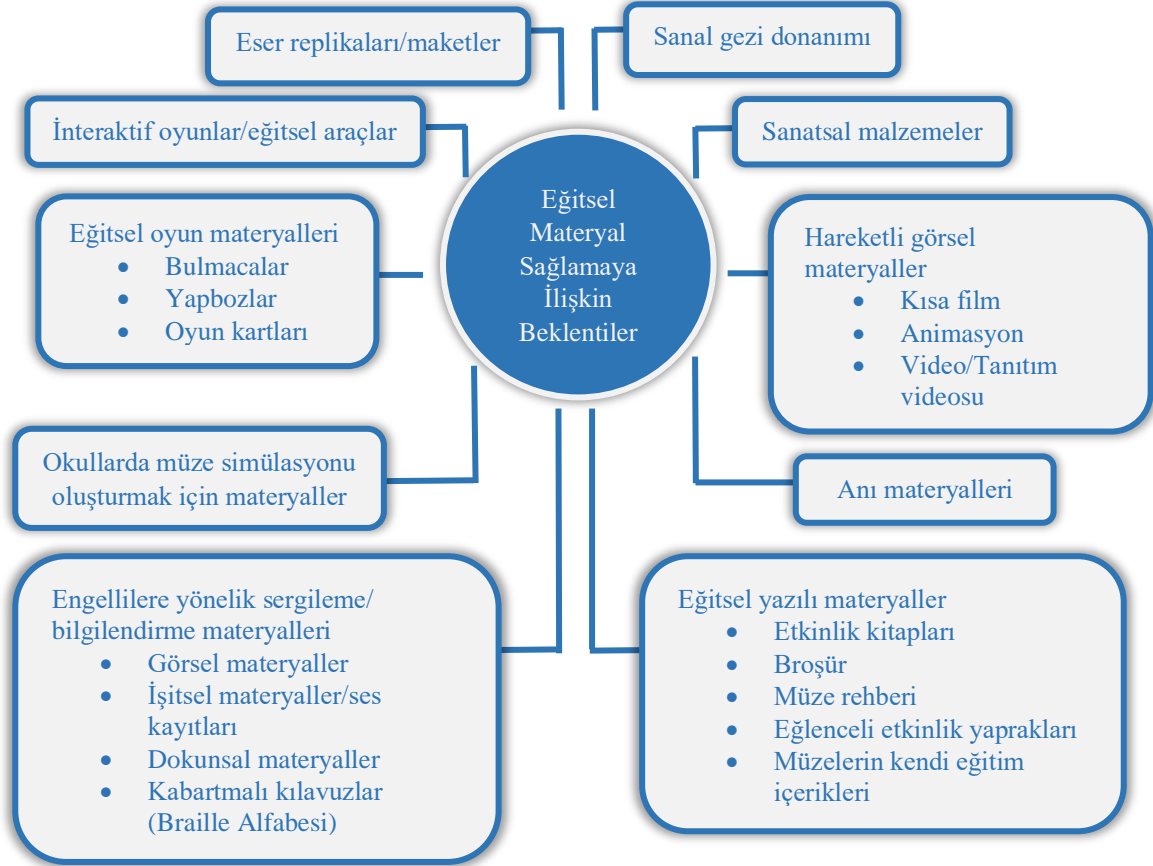 Eser replikaları/maketler
Sanal gezi donanımı
İnteraktif oyunlar/eğitsel araçlar
Sanatsal malzemeler
Eğitsel
Materyal
Sağlamaya
İlişkin
Beklentiler
Eğitsel oyun materyalleri
• Bulmacalar
• Yapbozlar
• Oyun kartları
Hareketli görsel
materyaller
• Kısa film
• Animasyon
• Video/Tanıtım
videosu
Okullarda müze simülasyonu
oluşturmak için materyaller
Anı materyalleri
Engellilere yönelik sergileme/
bilgilendirme materyalleri
• Görsel materyaller
• İşitsel materyaller/ses
kayıtları
• Dokunsal materyaller
• Kabartmalı kılavuzlar
(Braille Alfabesi)
Eğitsel yazılı materyaller
• Etkinlik kitapları
• Broşür
• Müze rehberi
• Eğlenceli etkinlik yaprakları
• Müzelerin kendi eğitim
içerikleri